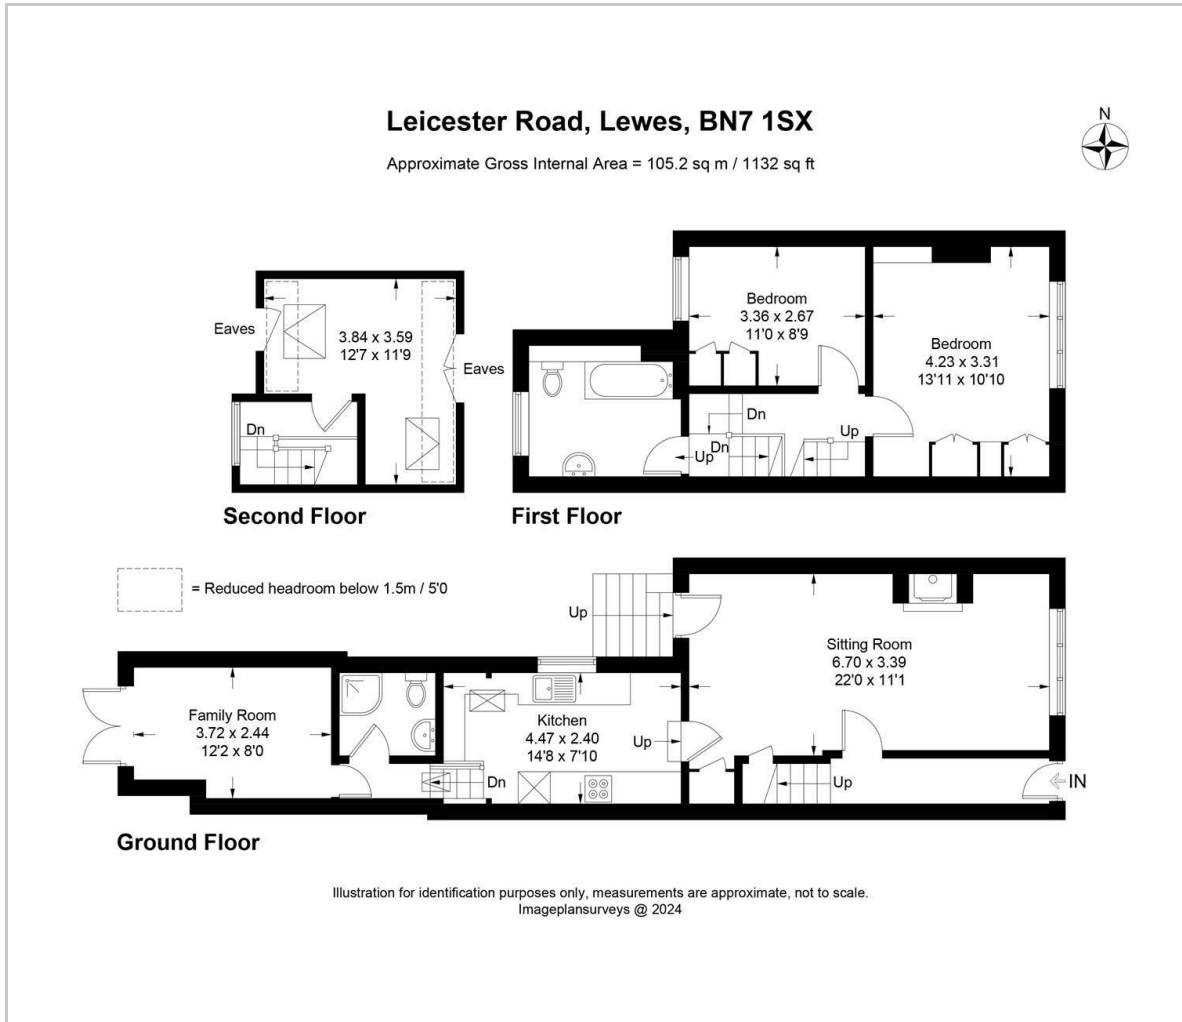 Leicester Road, Lewes, BN7 1SX
Approximate Gross Internal Area = 105.2 sq m / 1132 sq ft
N
Eaves
3.84 x 3.59
12'7 x 11'9
Eaves
Dn
Second Floor
Bedroom
3.36 x 2.67
11'0 x 8'9
Bedroom
4.23 x 3.31
13'11 x 10'10
Dn
Up
Dn
Up
First Floor
= Reduced headroom below 1.5m / 5'0
Up
Sitting Room
6.70 x 3.39
22'0 x 11'1
Family Room
3.72 x 2.44
12'2 x 8'0
Kitchen
4.47 x 2.40
14'8 x 7'10
Up
Dn
Up
IN
Ground Floor
Illustration for identification purposes only, measurements are approximate, not to scale.
Imageplansurveys @ 2024